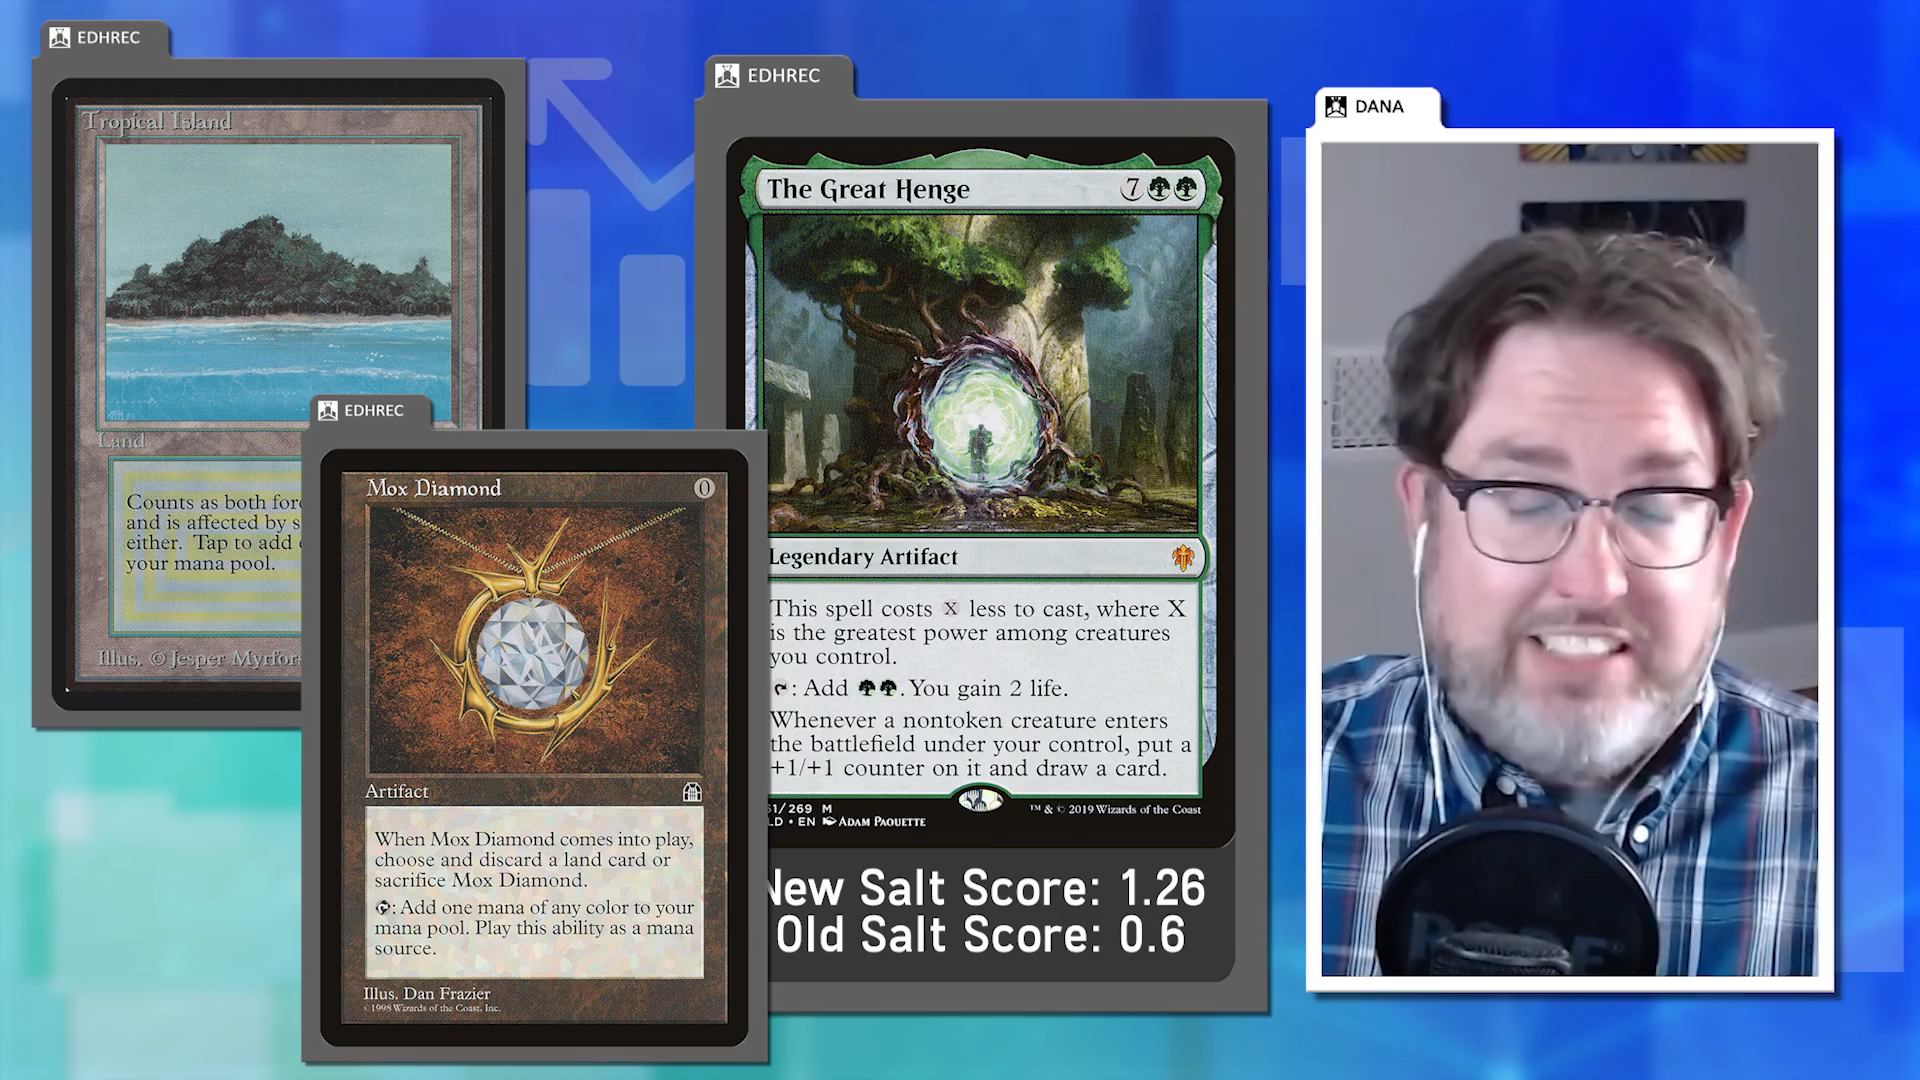 EDHREC
Tropical Island
Land
Counts as both
and is affected by
either. Tap to add
your mana pool.
Illus. © Jesper
EDHREC
Mox Diamond
0
Artifact
When Mox Diamond comes into play,
choose and discard a land card or
sacrifice Mox Diamond.
: Add one mana of any color to your
mana pool. Play this ability as a mana
source.
Illus. Dan Frazier
©1998 Wizards of the Coast, Inc.
EDHREC
The Great Henge
7
Legendary Artifact
This spell costs X less to cast, where X
is the greatest power among creatures
you control.
: Add . You gain 2 life.
Whenever a nontoken creature enters
the battlefield under your control, put a
+1/+1 counter on it and draw a card.
/269 M
• EN Adam Paquette
™ & © 2019 Wizards of the Coast
New Salt Score: 1.26
Old Salt Score: 0.6
DANA